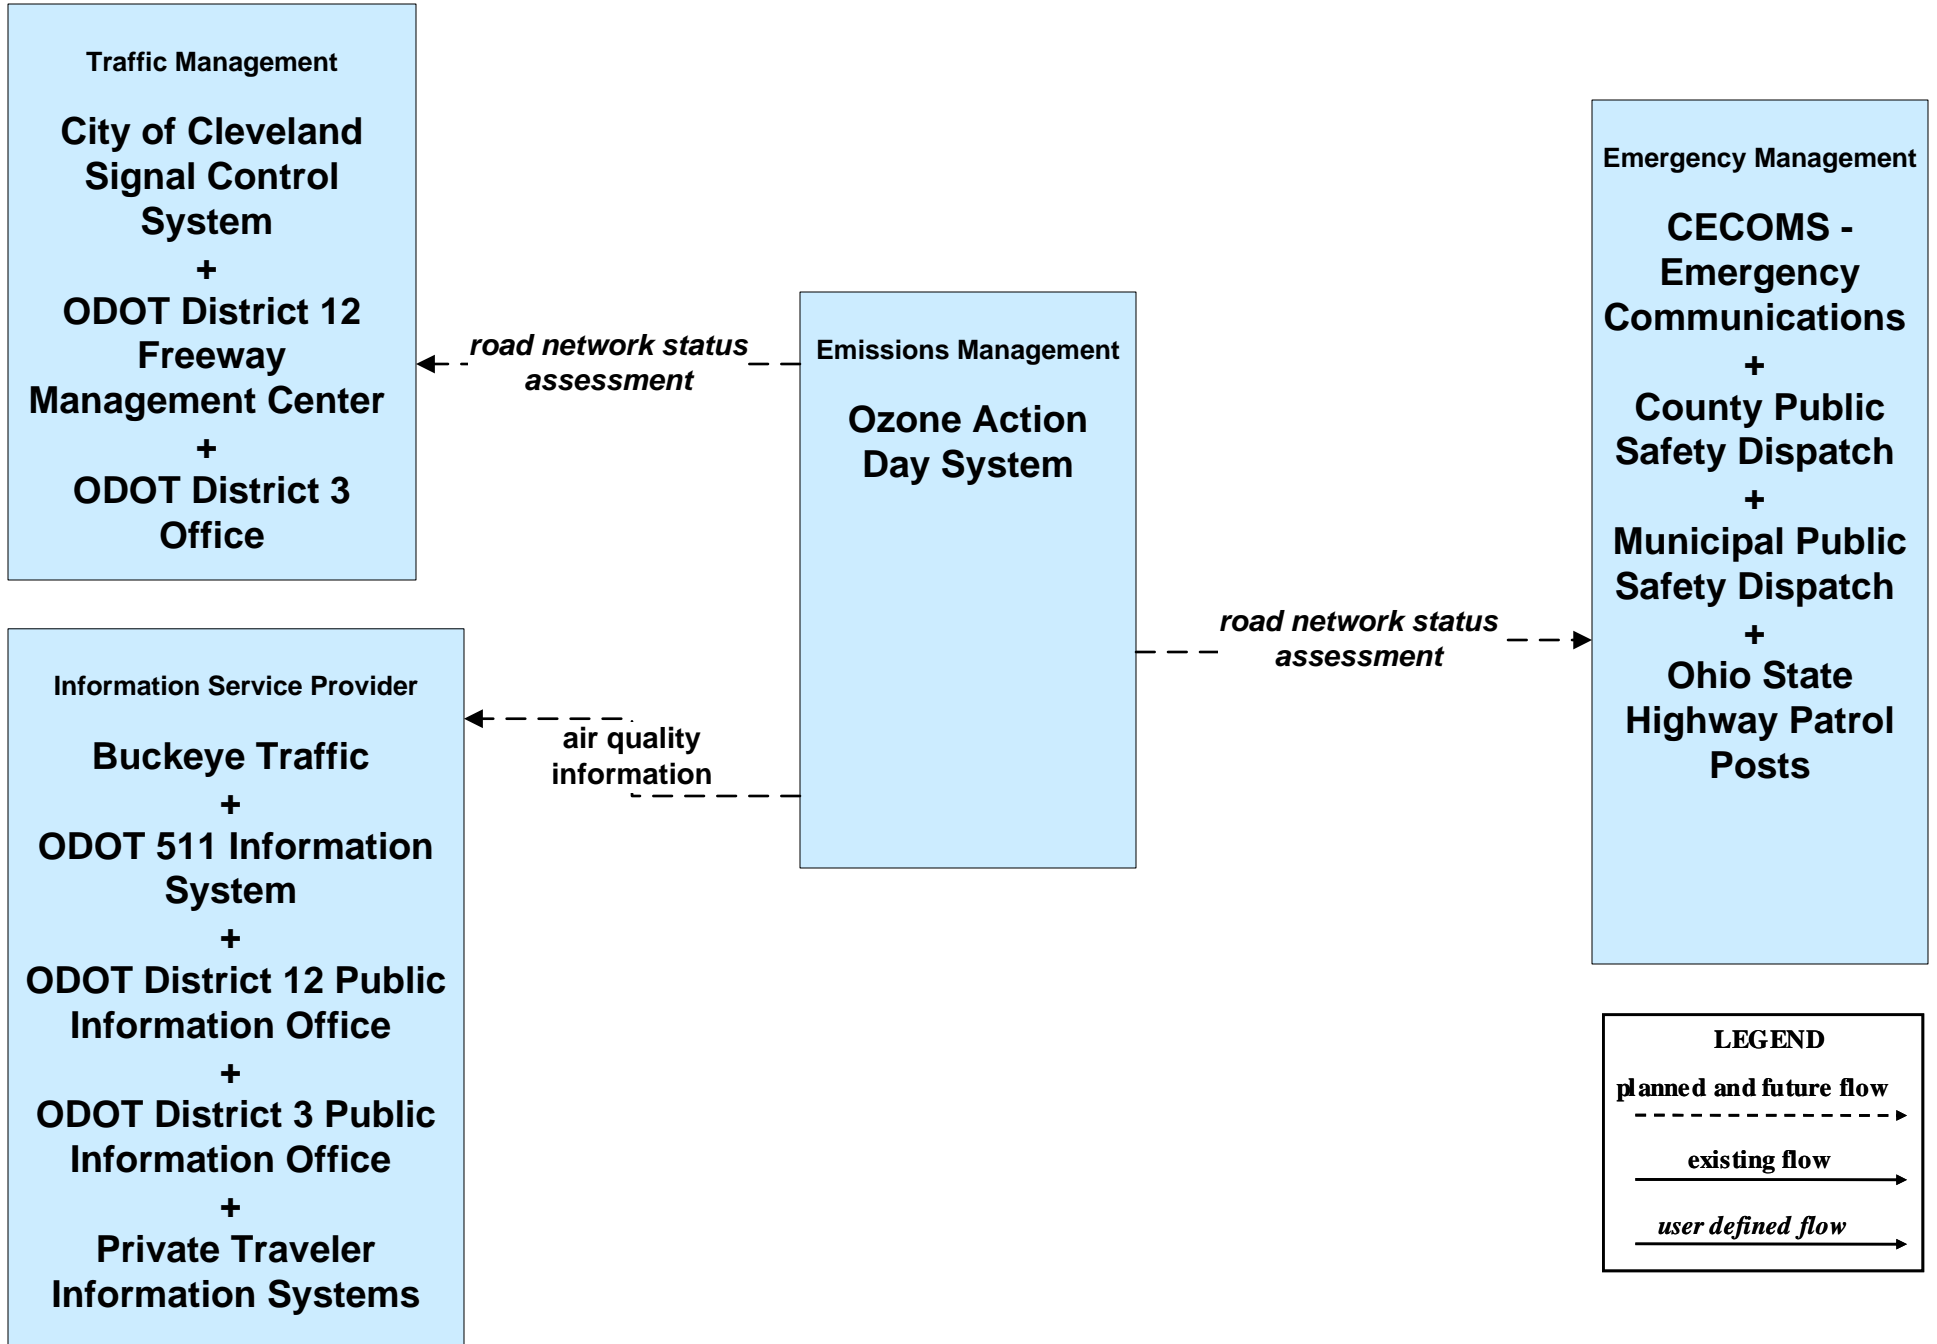 Traffic Management
City of Cleveland
Signal Control
System
+
ODOT District 12
Freeway
Management Center
+
ODOT District 3
Office
road network status
assessment
Emissions Management
Ozone Action
Day System
Emergency Management
CECOMS -
Emergency
Communications
+
County Public
Safety Dispatch
+
Municipal Public
Safety Dispatch
+
Ohio State
Highway Patrol
Posts
road network status
assessment
Information Service Provider
Buckeye Traffic
+
ODOT 511 Information
System
+
ODOT District 12 Public
Information Office
+
ODOT District 3 Public
Information Office
+
Private Traveler
Information Systems
air quality
information
LEGEND
planned and future flow
existing flow
user defined flow